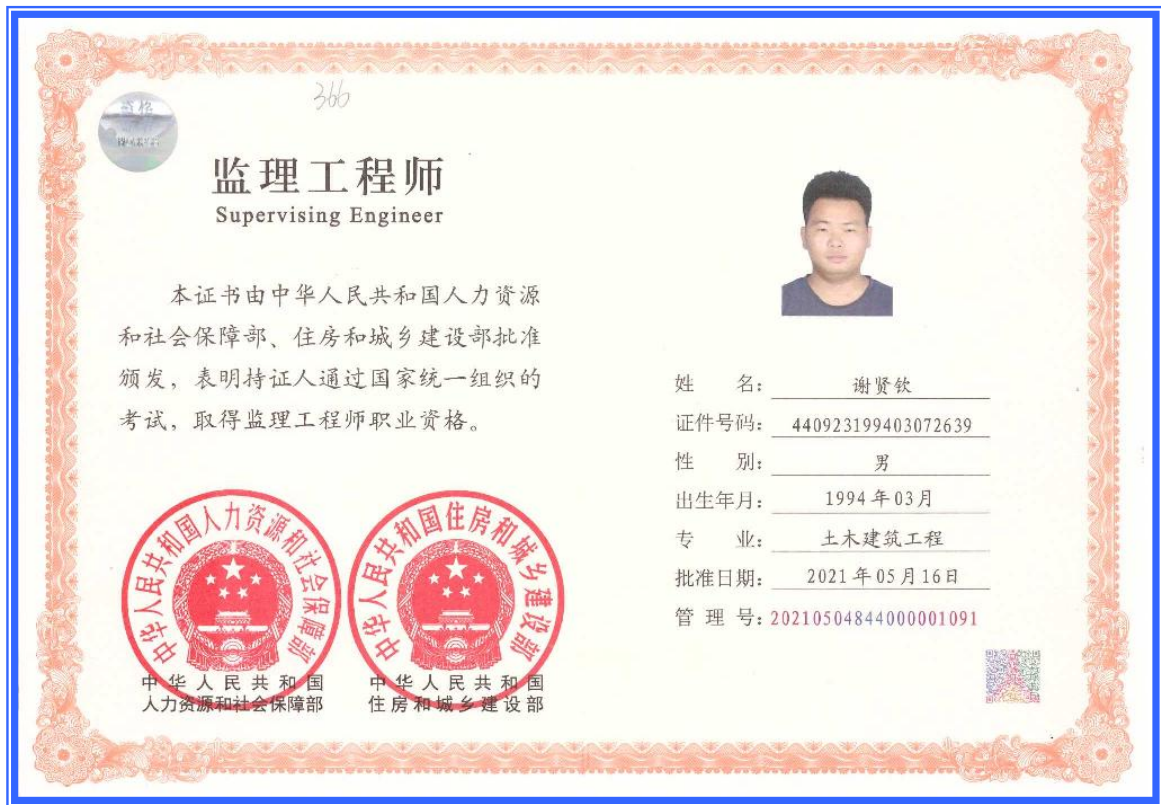 366
监理工程师
Supervising Engineer
本证书由中华人民共和国人力资源
和社会保障部、住房和城乡建设部批准
颁发，表明持证人通过国家统一组织的
考试，取得监理工程师职业资格。
中华人民共和国人力资源和社会保障部
中华人民共和国
人力资源和社会保障部
中华人民共和国住房和城乡建设部
中华人民共和国
住房和城乡建设部
姓 名：谢贤钦
证件号码：440923199403072639
性 别：男
出生年月：1994年03月
专 业：土木建筑工程
批准日期：2021年05月16日
管 理 号：20210504844000001091